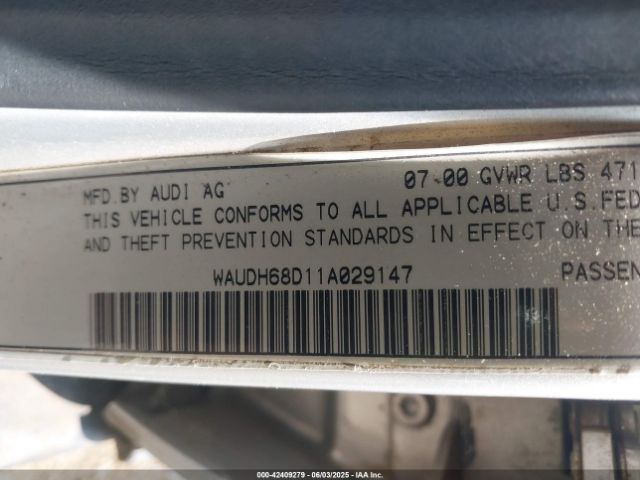 MFD.BY AUDI AG 07-00 GVWR LBS 471
THIS VEHICLE CONFORMS TO ALL APPLICABLE U.S.FED
AND THEFT PREVENTION STANDARDS IN EFFECT ON THE
WAUDH68D11A029147 PASSEN
000-42409279 - 06/03/2025 - IAA Inc.